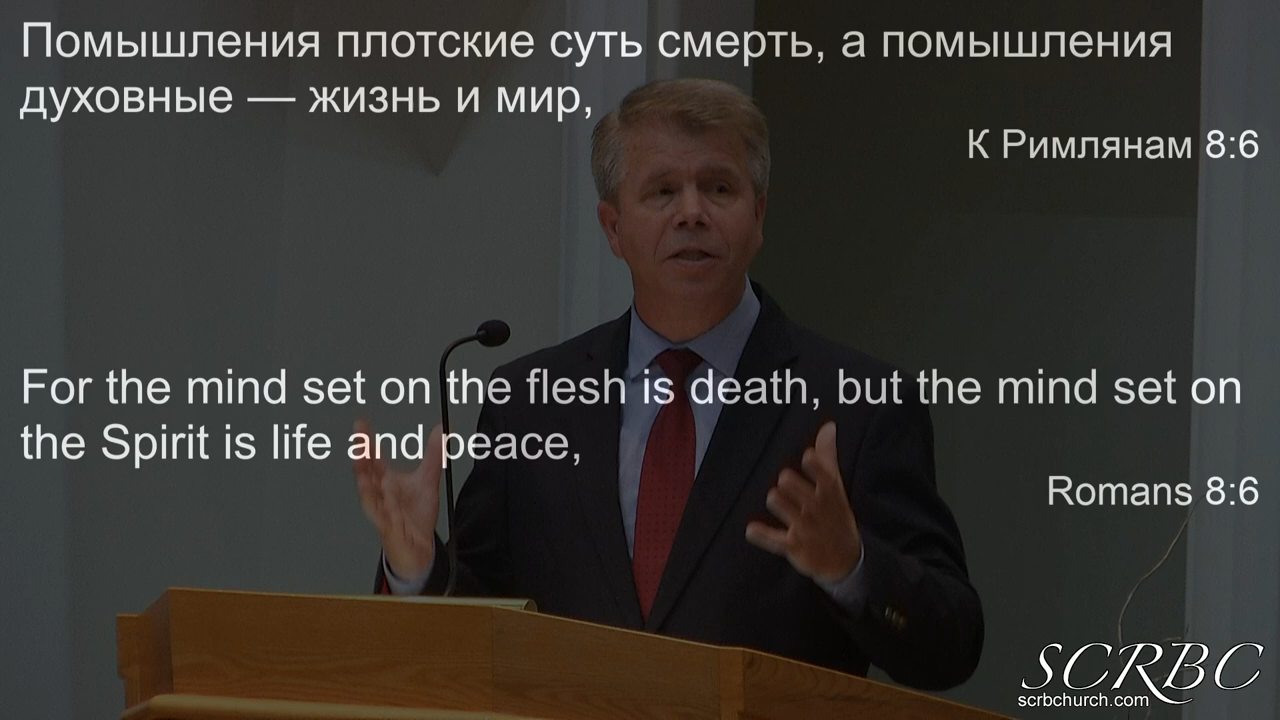 Помышления плотские суть смерть, а помышления
духовные — жизнь и мир,
К Римлянам 8:6
For the mind set on the flesh is death, but the mind set on
the Spirit is life and peace,
Romans 8:6
SCRBC
scrbchurch.com